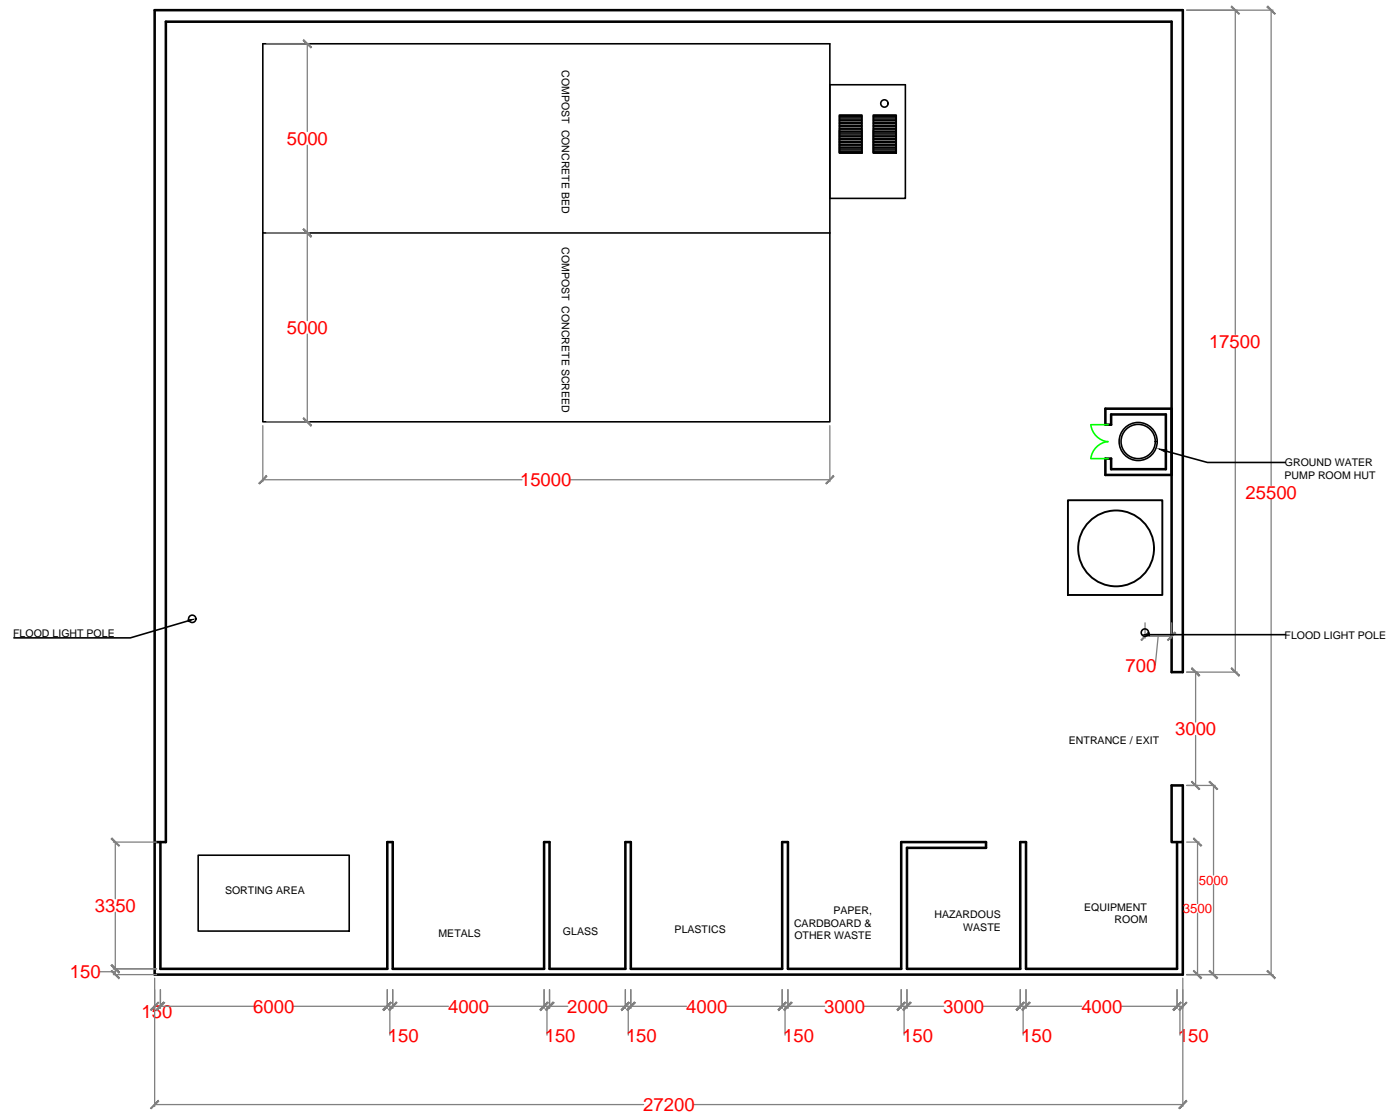 COMPOST  CONCRETE BED
5000
17500
COMPOST  CONCRETE SCREED
5000
GROUND WATER
PUMP ROOM HUT
15000
25500
FLOOD LIGHT POLE
FLOOD LIGHT POLE
700
ENTRANCE / EXIT
3000
SORTING AREA
METALS
GLASS
PLASTICS
PAPER,
CARDBOARD &
OTHER WASTE
HAZARDOUS
WASTE
EQUIPMENT
ROOM
5000
3500
3350
150
150
6000
4000
2000
4000
3000
3000
4000
150
150
150
150
150
150
150
27200